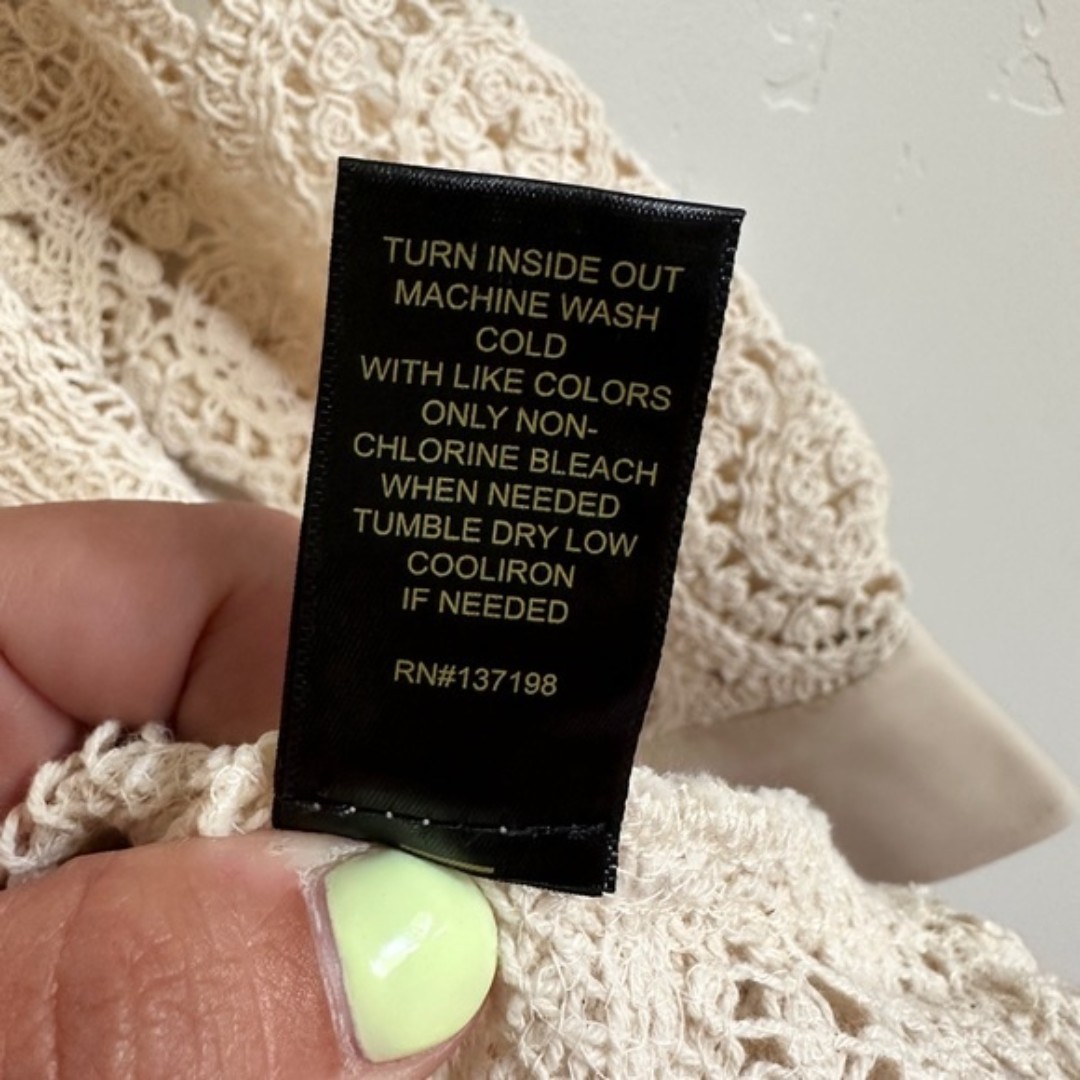 TURN INSIDE OUT
MACHINE WASH
COLD
WITH LIKE COLORS
ONLY NON-
CHLORINE BLEACH
WHEN NEEDED
TUMBLE DRY LOW
COOLIRON
IF NEEDED
RN#137198